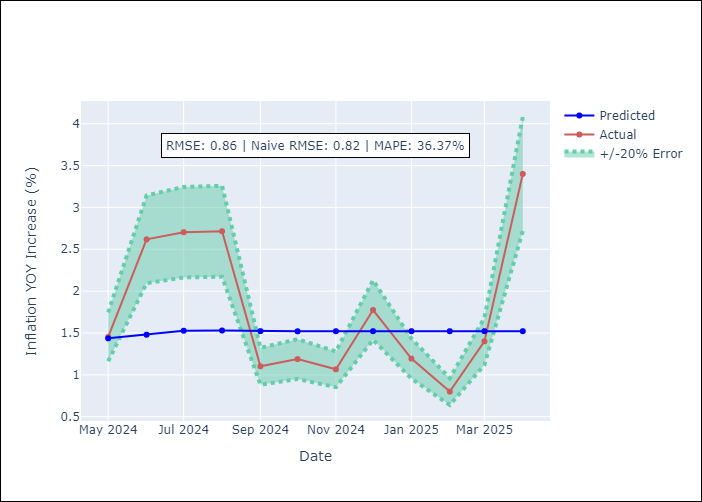 RMSE: 0.86 | Naive RMSE: 0.82 | MAPE: 36.37%
Predicted
Actual
+/-20% Error
Inflation YOY Increase (%)
4
3.5
3
2.5
2
1.5
1
0.5
May 2024
Jul 2024
Sep 2024
Nov 2024
Jan 2025
Mar 2025
Date